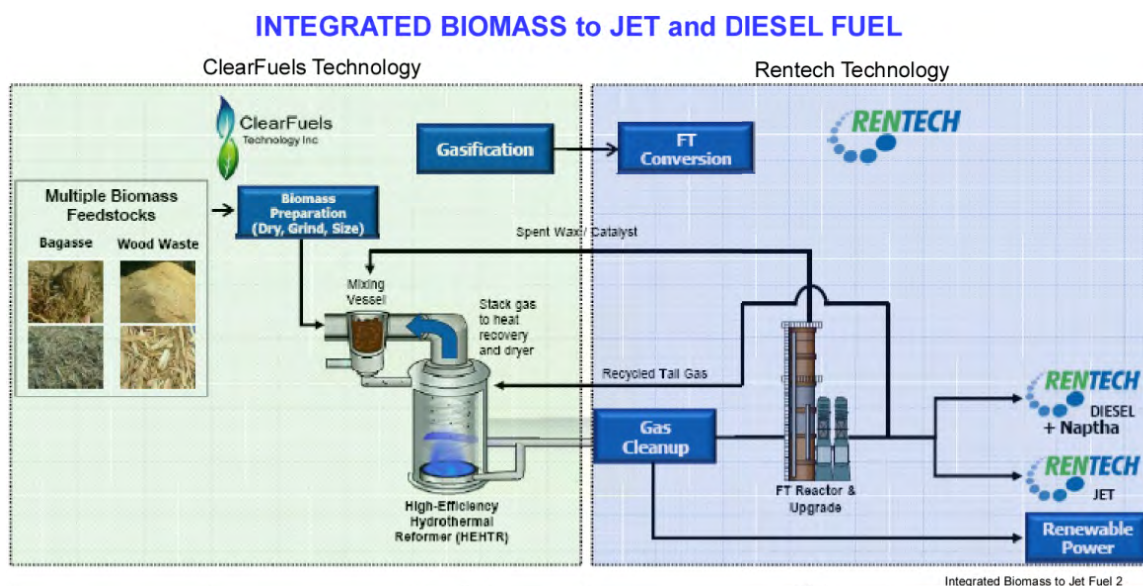 INTEGRATED BIOMASS to JET and DIESEL FUEL
ClearFuels Technology
Rentech Technology
ClearFuels
Technology Inc
Gasification
FT
Conversion
RENTECH
Multiple Biomass
Feedstocks
Bagasse
Wood Waste
Biomass
Preparation
(Dry, Grind, Size)
Spent Wax / Catalyst
Mixing
Vessel
Stack gas
to heat
recovery
and dryer
Recycled Tail Gas
Gas
Cleanup
High-Efficiency
Hydrothermal
Reformer (HEHTR)
FT Reactor &
Upgrade
RENTECH
DIESEL
+ Naptha
RENTECH
JET
Renewable
Power
Integrated Biomass to Jet Fuel 2